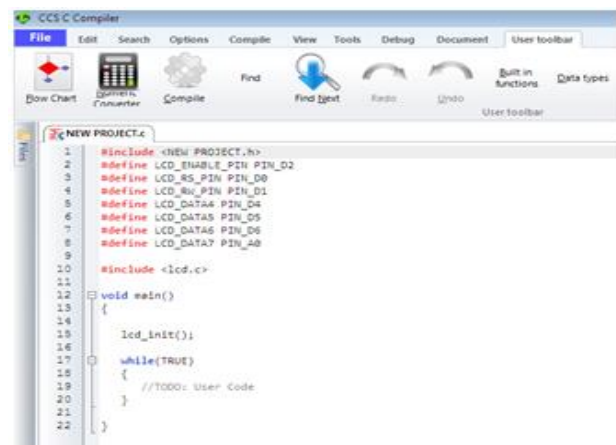 CCS C Compiler
File Edit Search Options Compile View Tools Debug Document User toolbar
Flow Chart Numeric Converter Compile Find Find Next Redo Undo Built in functions Data types
User toolbar
Files
NEW PROJECT.c
1 #include <NEW PROJECT.h>
2 #define LCD_ENABLE_PIN PIN_D2
3 #define LCD_RS_PIN PIN_D0
4 #define LCD_RW_PIN PIN_D1
5 #define LCD_DATA4 PIN_D4
6 #define LCD_DATA5 PIN_D5
7 #define LCD_DATA6 PIN_D6
8 #define LCD_DATA7 PIN_A0
9
10 #include <lcd.c>
11
12 void main()
13 {
14
15 lcd_init();
16
17 while(TRUE)
18 {
19 //TODO: User Code
20 }
21
22 }